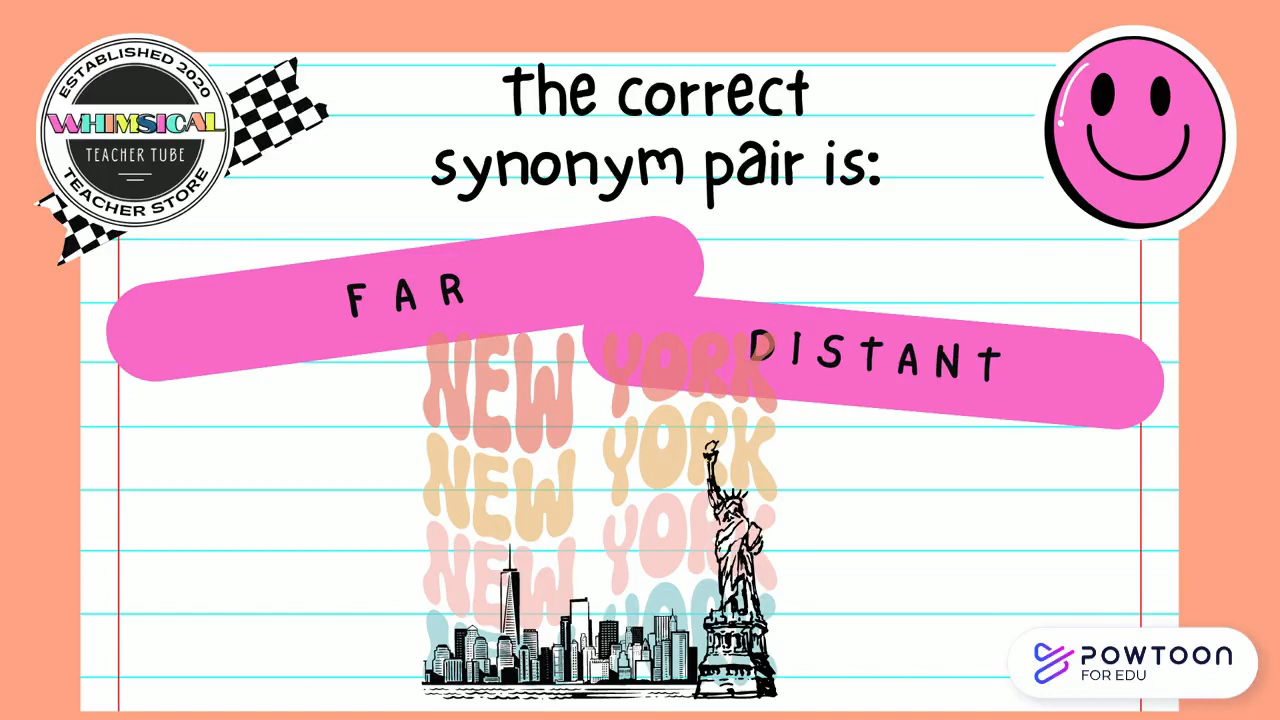 ESTABLISHED 2020
WHIMSICAL
TEACHER TUBE
TEACHER STORE
The correct
synonym pair is:
FAR
DISTANT
NEW YORK
NEW YORK
NEW YORK
YORK
POWTOON
FOR EDU